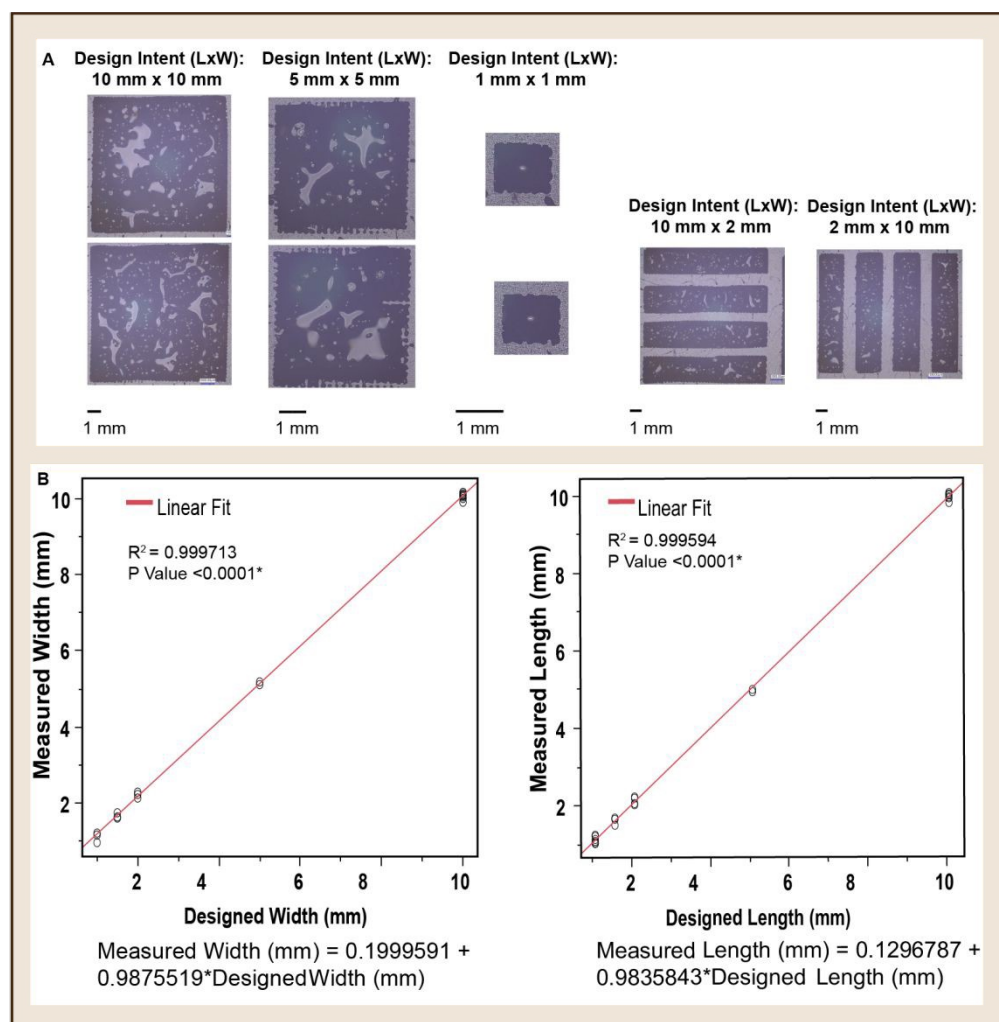 A
Design Intent (LxW):
10 mm x 10 mm
Design Intent (LxW):
5 mm x 5 mm
Design Intent (LxW):
1 mm x 1 mm
Design Intent (LxW):
10 mm x 2 mm
Design Intent (LxW):
2 mm x 10 mm
1 mm
1 mm
1 mm
1 mm
1 mm
B
Measured Width (mm)
10
8
6
4
2
Linear Fit
R² = 0.999713
P Value <0.0001*
2
4
6
8
10
Designed Width (mm)
Measured Width (mm) = 0.1999591 +
0.9875519*DesignedWidth (mm)
Measured Length (mm)
10
8
6
4
2
Linear Fit
R² = 0.999594
P Value <0.0001*
2
4
6
8
10
Designed Length (mm)
Measured Length (mm) = 0.1296787 +
0.9835843*Designed Length (mm)